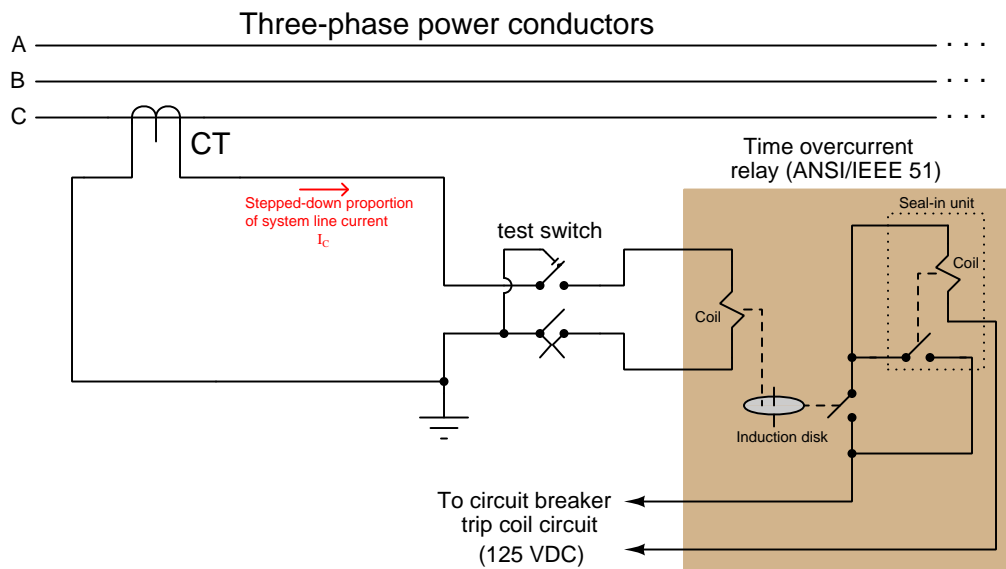 Three-phase power conductors
A
. . .
B
. . .
C
. . .
CT
Time overcurrent
relay (ANSI/IEEE 51)
Stepped-down proportion
of system line current
I_C
Seal-in unit
test switch
Coil
Coil
Induction disk
To circuit breaker
trip coil circuit
(125 VDC)